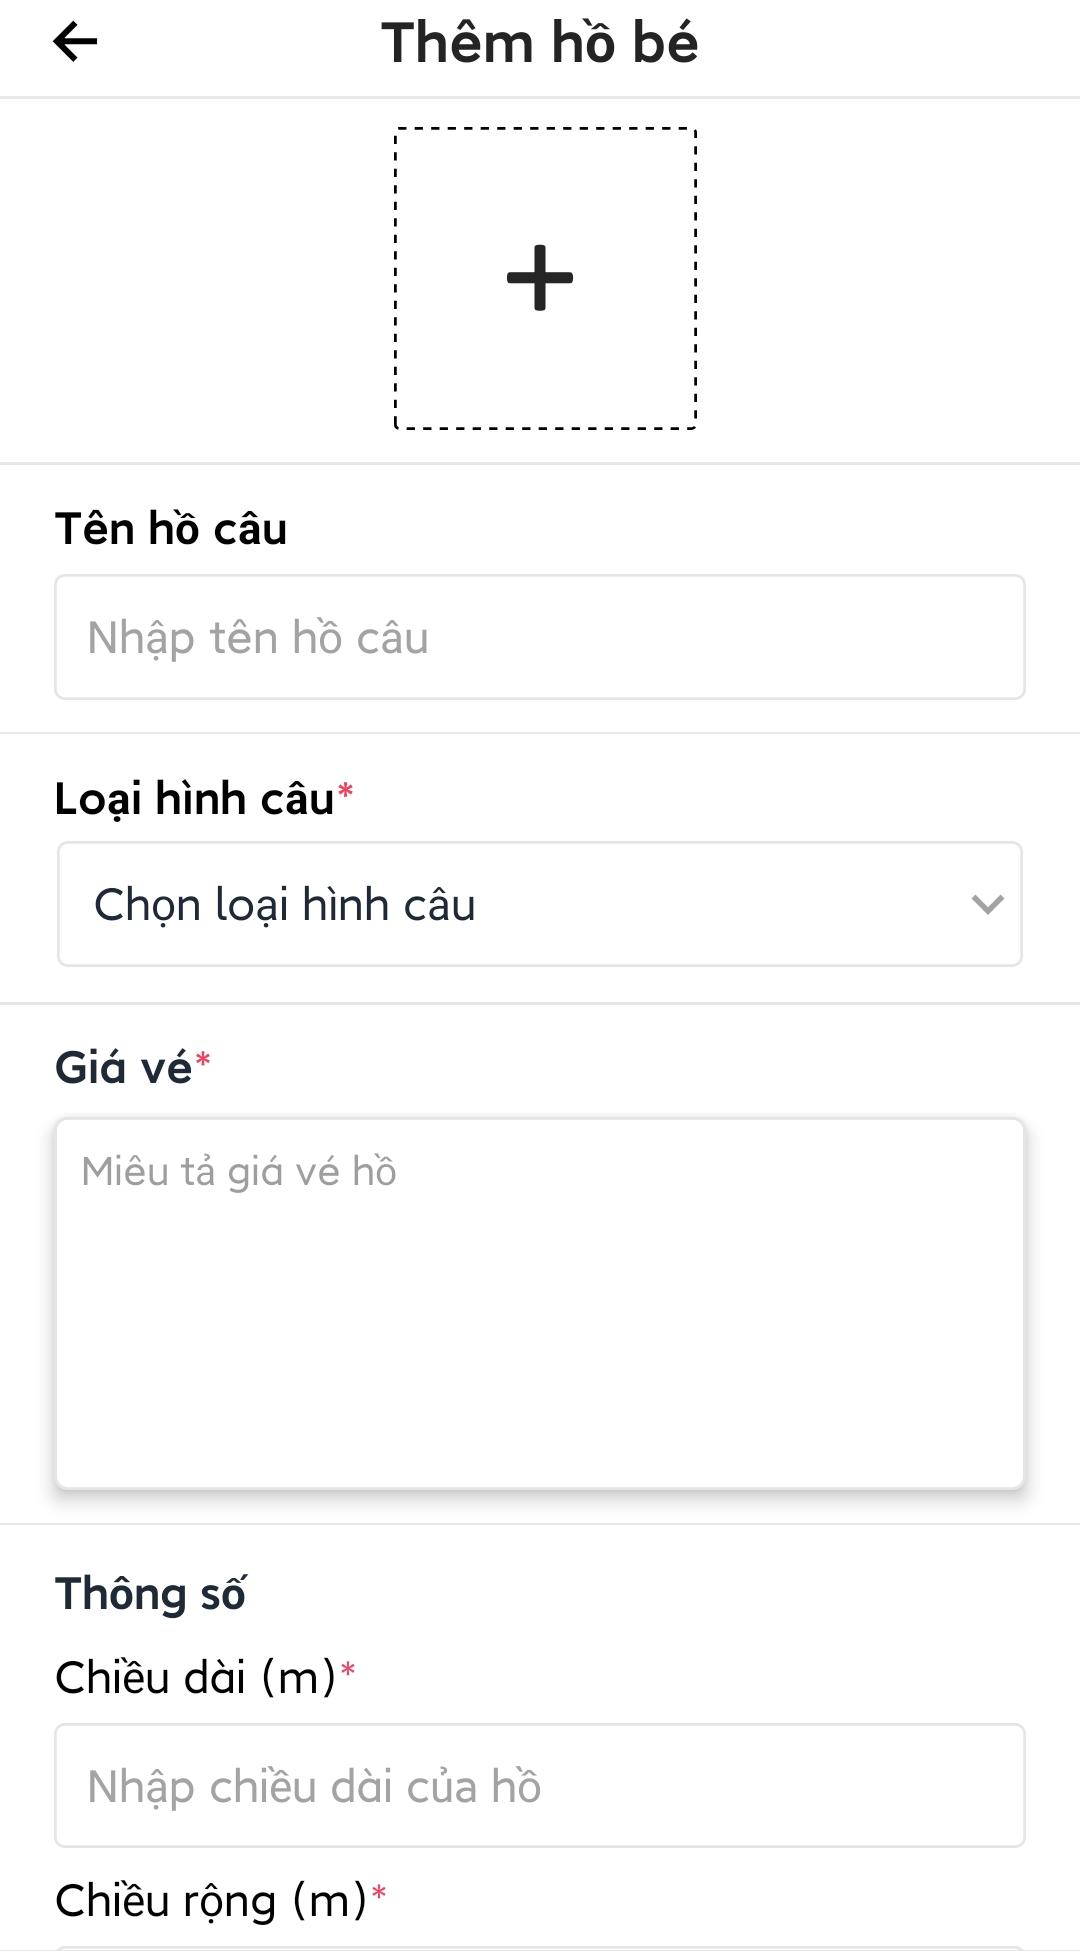 Thêm hồ bé
Tên hồ câu
Nhập tên hồ câu
Loại hình câu*
Chọn loại hình câu
Giá vé*
Miêu tả giá vé hồ
Thông số
Chiều dài (m)*
Nhập chiều dài của hồ
Chiều rộng (m)*